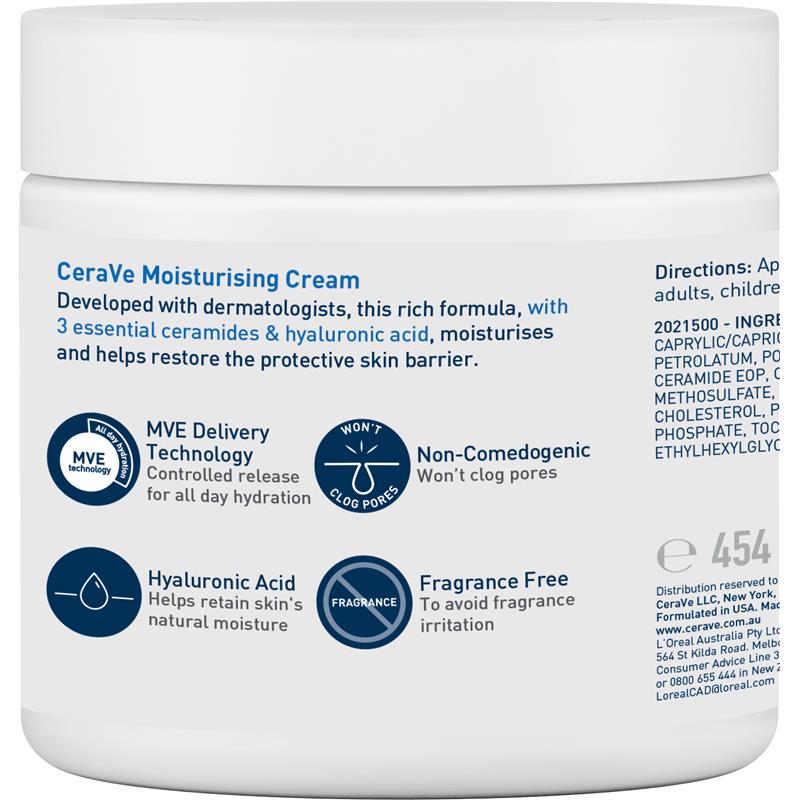 CeraVe Moisturising Cream
Developed with dermatologists, this rich formula, with
3 essential ceramides & hyaluronic acid, moisturises
and helps restore the protective skin barrier.
All day hydration
MVE
technology
MVE Delivery
Technology
Controlled release
for all day hydration
WON'T
CLOG PORES
Non-Comedogenic
Won't clog pores
Hyaluronic Acid
Helps retain skin's
natural moisture
FRAGRANCE
Fragrance Free
To avoid fragrance
irritation
Directions: Ap
adults, childre
2021500 - INGRE
CAPRYLIC/CAPRIC
PETROLATUM, PO
CERAMIDE EOP, C
METHOSULFATE,
CHOLESTEROL, P
PHOSPHATE, TOC
ETHYLHEXYLGLYC
e 454
Distribution reserved to
CeraVe LLC, New York,
Formulated in USA. Mad
www.cerave.com.au
L'Oreal Australia Pty Ltd
564 St Kilda Road. Melbo
Consumer Advice Line 
or 0800 655 444 in New Z
LorealCAD@loreal.com